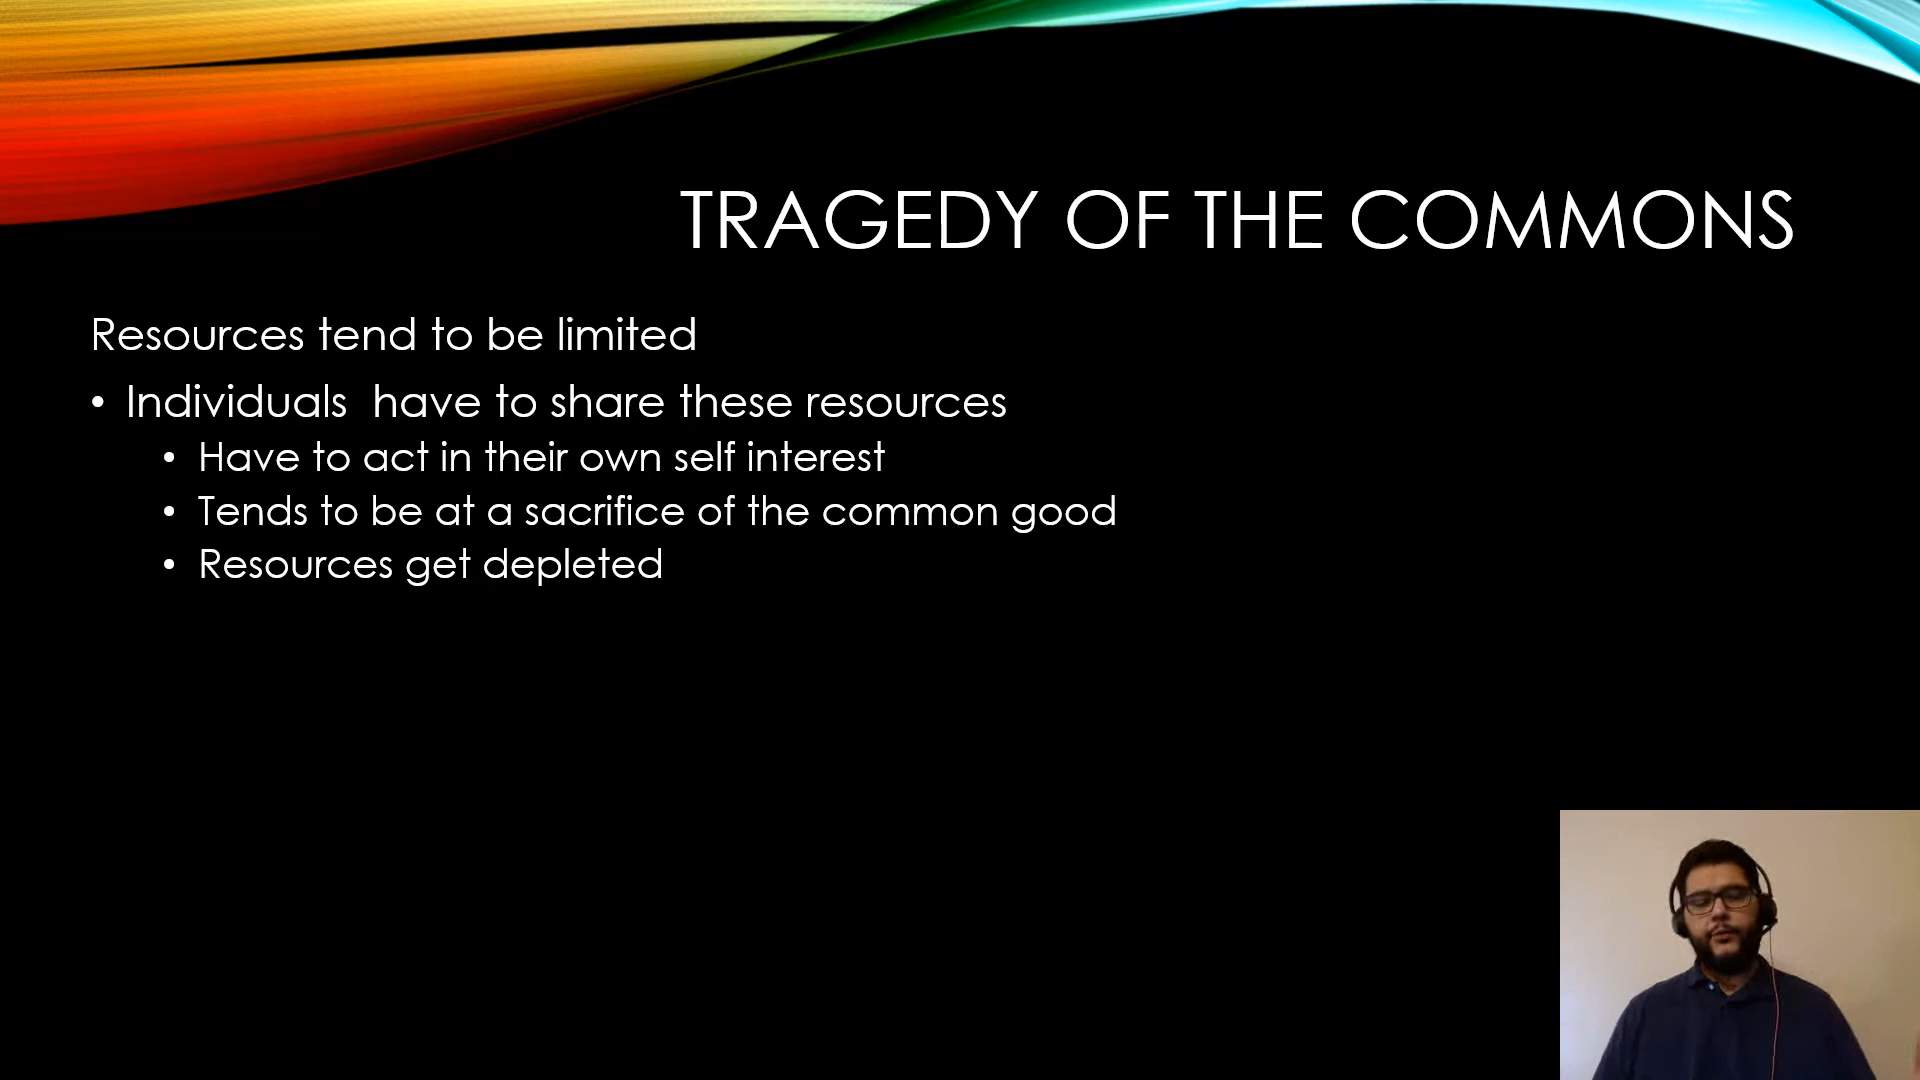 TRAGEDY OF THE COMMONS
Resources tend to be limited
• Individuals  have to share these resources
• Have to act in their own self interest
• Tends to be at a sacrifice of the common good
• Resources get depleted